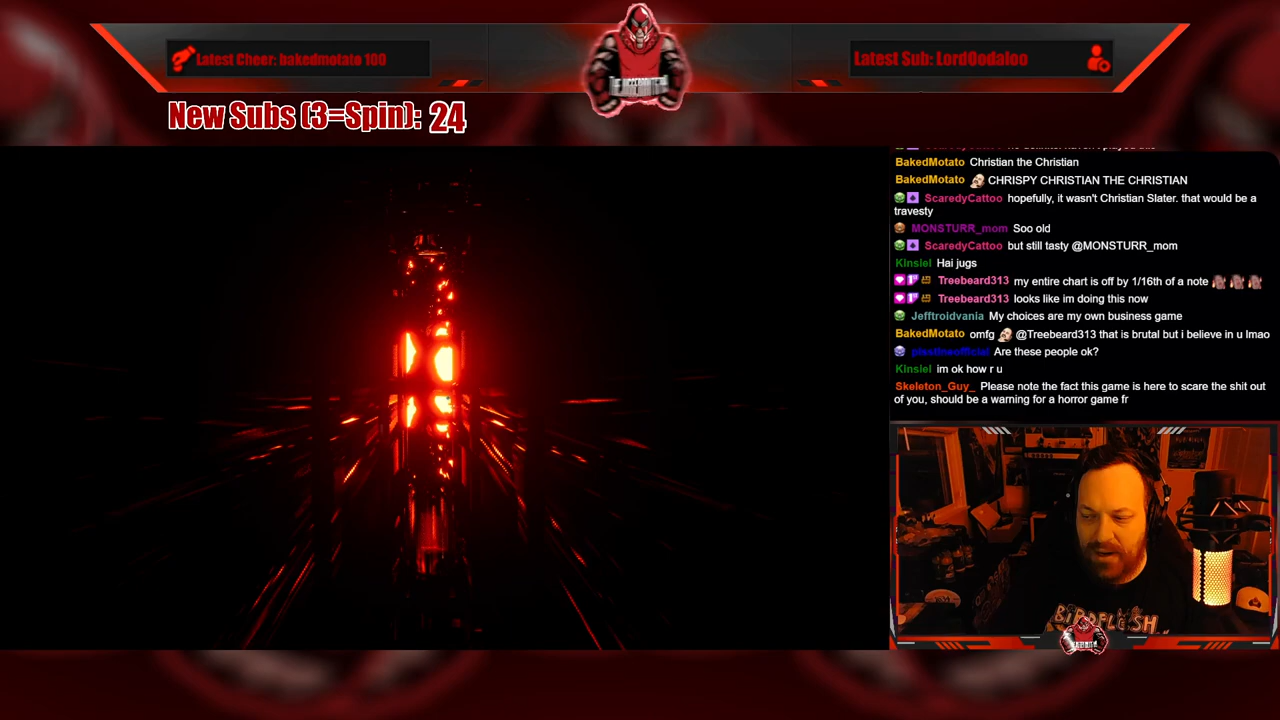 Latest Cheer: bakedmotato 100
Latest Sub: LordOodaloo
New Subs (3=Spin): 24
BakedMotato Christian the Christian
BakedMotato CHRISPY CHRISTIAN THE CHRISTIAN
ScaredyCattoo hopefully, it wasn't Christian Slater. that would be a
travesty
MONSTURR_mom Soo old
ScaredyCattoo but still tasty @MONSTURR_mom
Kinsiel Hai jugs
Treebeard313 my entire chart is off by 1/16th of a note
Treebeard313 looks like im doing this now
Jefftroidvania My choices are my own business game
BakedMotato omfg @Treebeard313 that is brutal but i believe in u lmao
Are these people ok?
Kinsiel im ok how r u
Skeleton_Guy_ Please note the fact this game is here to scare the shit out
of you, should be a warning for a horror game fr